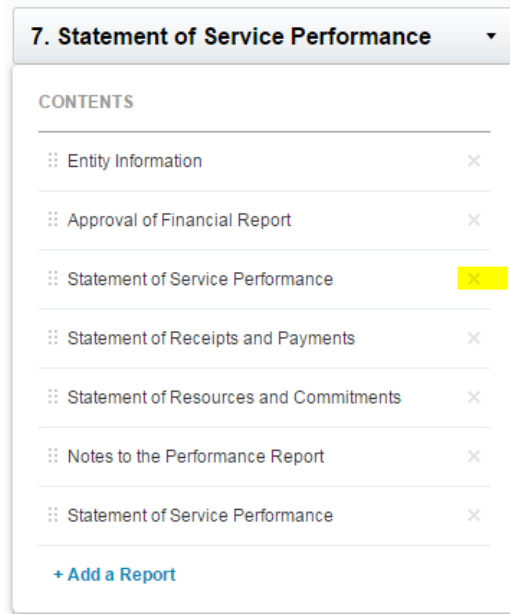 7. Statement of Service Performance
CONTENTS
Entity Information
Approval of Financial Report
Statement of Service Performance
Statement of Receipts and Payments
Statement of Resources and Commitments
Notes to the Performance Report
Statement of Service Performance
+ Add a Report